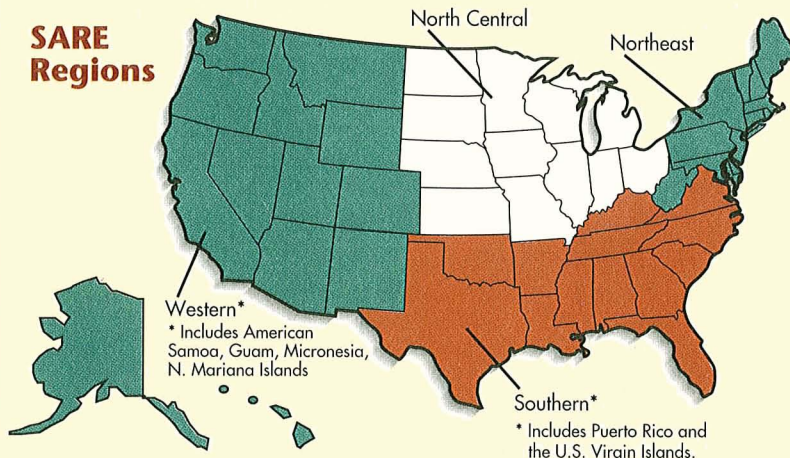 SARE
Regions
North Central
Northeast
Western*
* Includes American
Samoa, Guam, Micronesia,
N. Mariana Islands
Southern*
* Includes Puerto Rico and
the U.S. Virgin Islands.